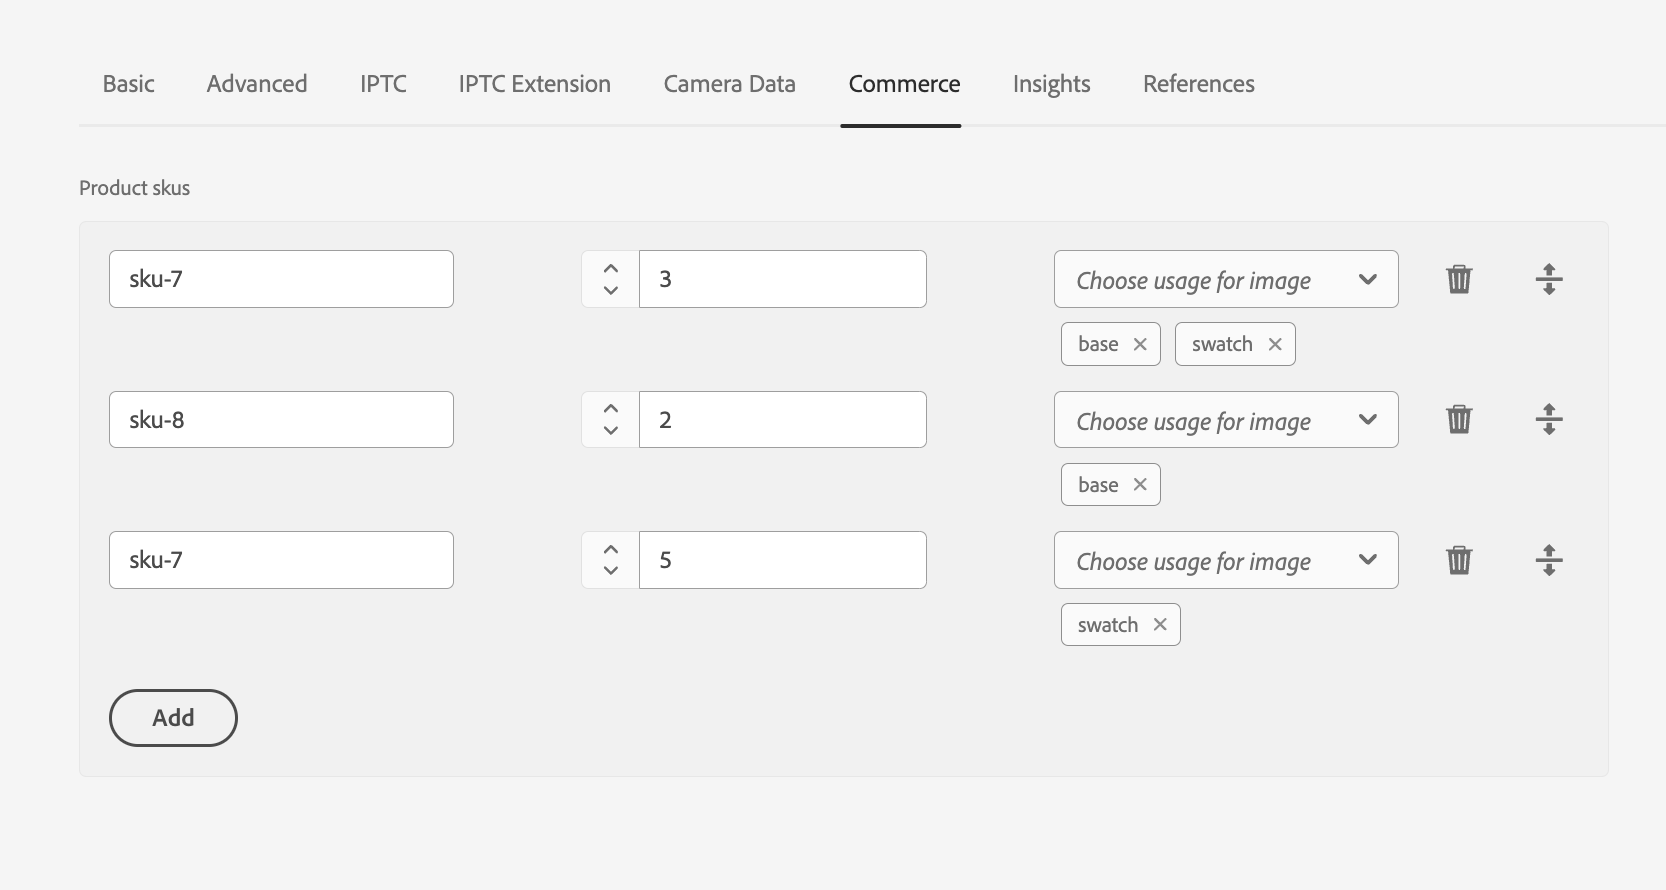 Basic Advanced IPTC IPTC Extension Camera Data Commerce Insights References
Product skus
sku-7 3 Choose usage for image
base swatch
sku-8 2 Choose usage for image
base
sku-7 5 Choose usage for image
swatch
Add